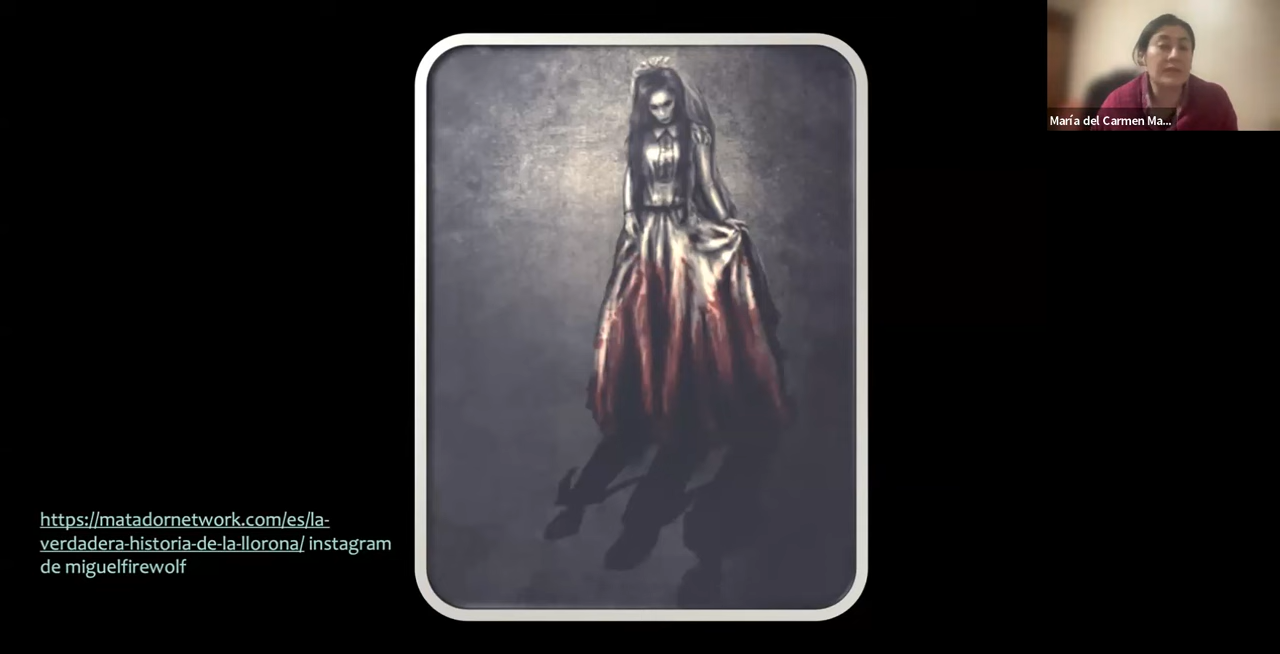 María del Carmen Ma...
https://matadornetwork.com/es/la-
verdadera-historia-de-la-llorona/ instagram
de miguelfirewolf